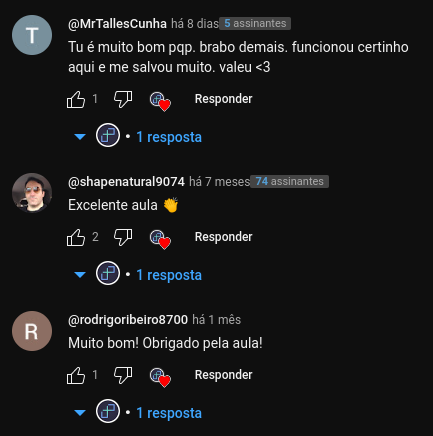 @MrTallesCunha há 8 dias 5 assinantes
Tu é muito bom pqp. brabo demais. funcionou certinho
aqui e me salvou muito. valeu <3
1 Responder
1 resposta
@shapenatural9074 há 7 meses 74 assinantes
Excelente aula 👏
2 Responder
1 resposta
@rodrigoribeiro8700 há 1 mês
Muito bom! Obrigado pela aula!
1 Responder
1 resposta
T
R